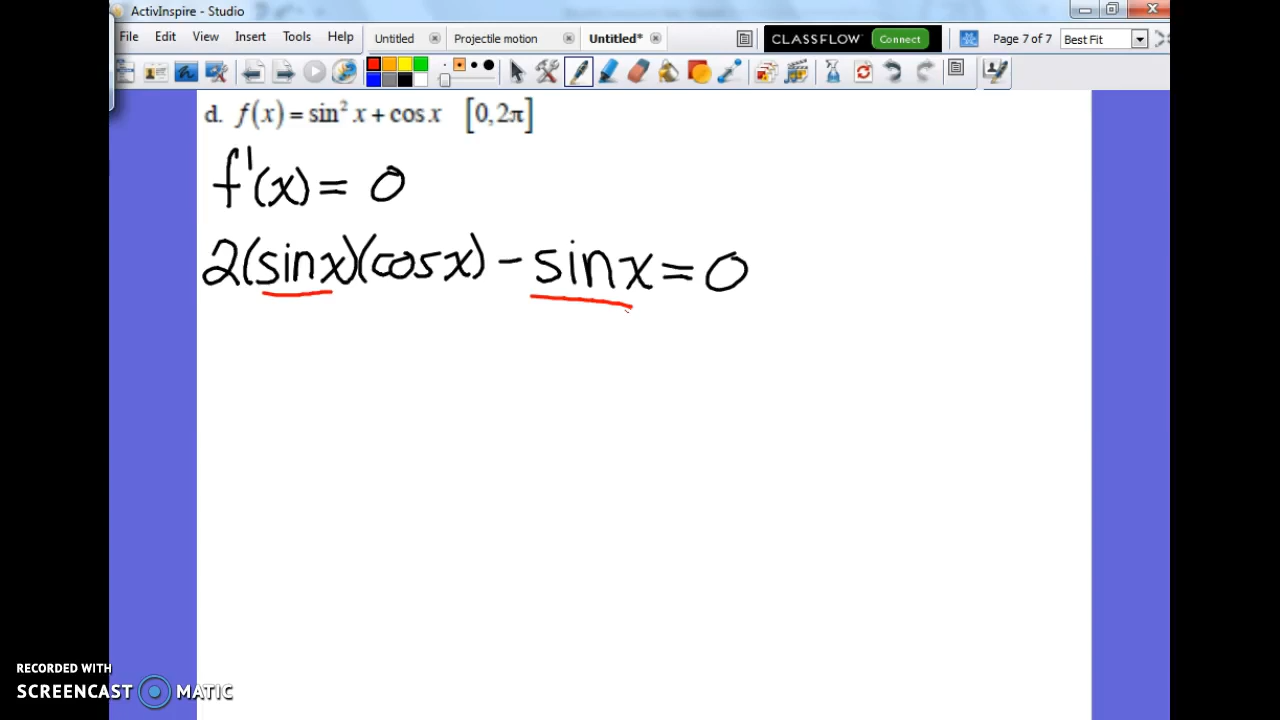 ActivInspire - Studio
File Edit View Insert Tools Help Untitled Projectile motion Untitled* CLASSFLOW Connect Page 7 of 7 Best Fit
d. f(x) = sin² x + cos x [0, 2π]
f'(x) = 0
2(sinx)(cosx) - sinx = 0
RECORDED WITH
SCREENCAST MATIC